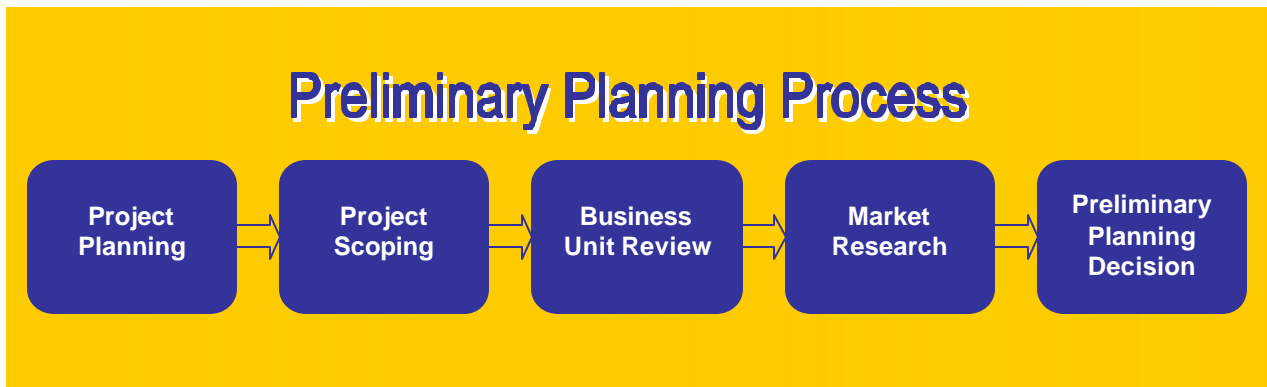 Preliminary Planning Process
Project
Planning
Project
Scoping
Business
Unit Review
Market
Research
Preliminary
Planning
Decision